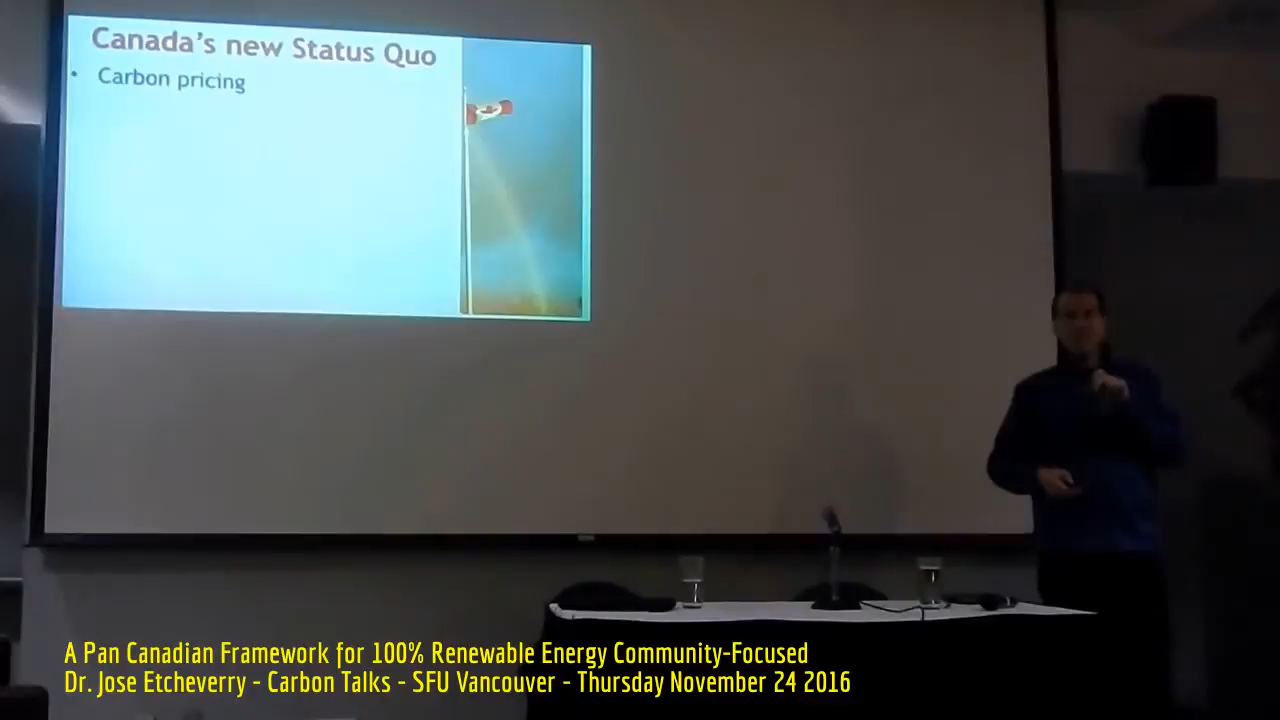 Canada's new Status Quo
• Carbon pricing
A Pan Canadian Framework for 100% Renewable Energy Community-Focused
Dr. Jose Etcheverry - Carbon Talks - SFU Vancouver - Thursday November 24 2016